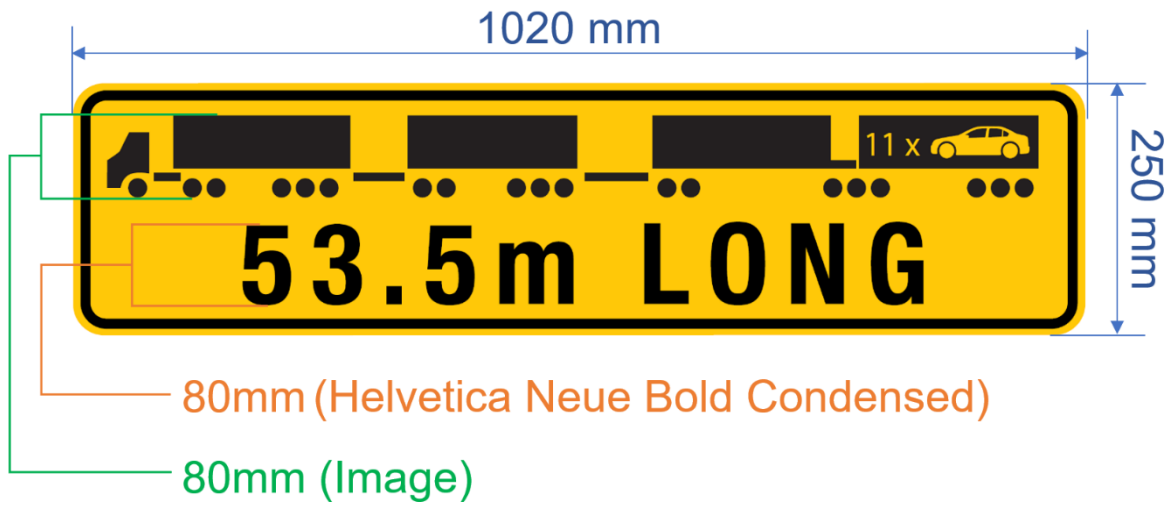 1020 mm
11 x
250 mm
53.5m LONG
80mm (Helvetica Neue Bold Condensed)
80mm (Image)